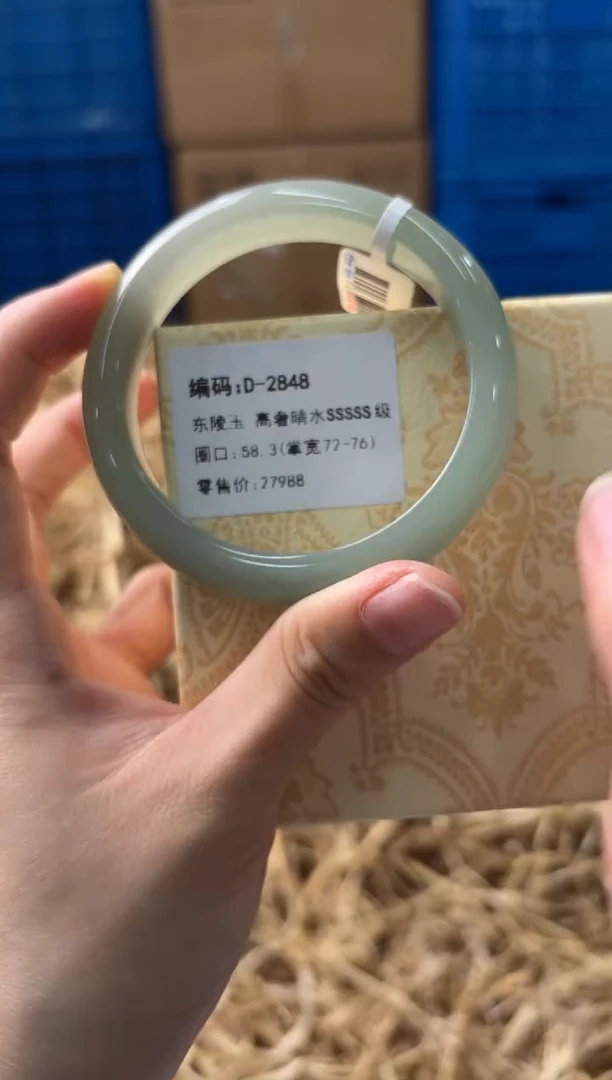 编码:D-2848
东陵玉 高奢晴水SSSSS级
圈口:58.3(掌宽72-76)
零售价:27988